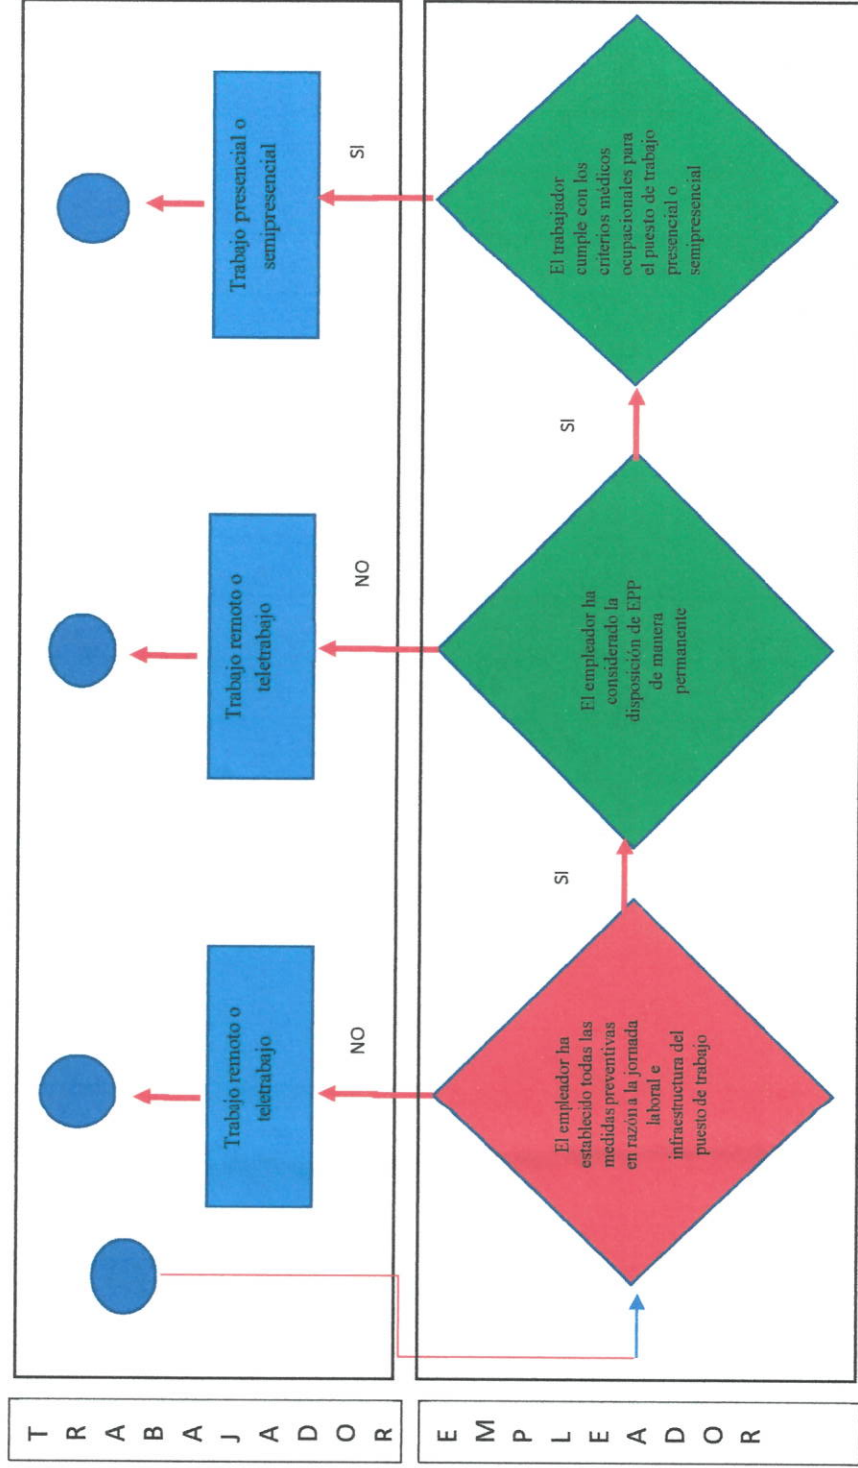 TRABAJADOR
Trabajo remoto o
teletrabajo
NO
Trabajo remoto o
teletrabajo
NO
Trabajo presencial o
semipresencial
SI
EMPLEADOR
El empleador ha
establecido todas las
medidas preventivas
en razón a la jornada
laboral e
infraestructura del
puesto de trabajo
SI
El empleador ha
considerado la
disposición de EPP
de manera
permanente
SI
El trabajador
cumple con los
criterios médicos
ocupacionales para
el puesto de trabajo
presencial o
semipresencial